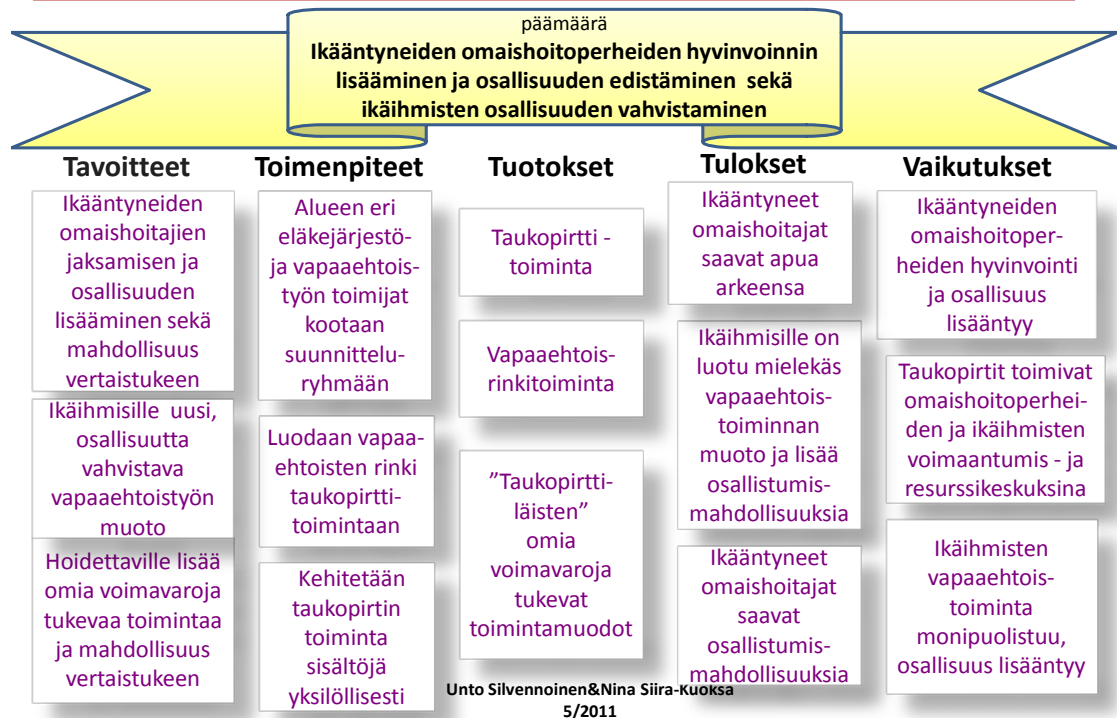 päämäärä
Ikääntyneiden omaishoitoperheiden hyvinvoinnin
lisääminen ja osallisuuden edistäminen sekä
ikäihmisten osallisuuden vahvistaminen
Tavoitteet
Ikääntyneiden
omaishoitajien
jaksamisen ja
osallisuuden
lisääminen sekä
mahdollisuus
vertaistukeen
Ikäihmisille uusi,
osallisuutta
vahvistava
vapaaehtoistyön
muoto
Hoidettaville lisää
omia voimavaroja
tukevaa toimintaa
ja mahdollisuus
vertaistukeen
Toimenpiteet
Alueen eri
eläkejärjestö-
ja vapaaehtois-
työn toimijat
kootaan
suunnittelu-
ryhmään
Luodaan vapaa-
ehtoisten rinki
taukopirtti-
toimintaan
Kehitetään
taukopirtin
toiminta
sisältöjä
yksilöllisesti
Tuotokset
Taukopirtti -
toiminta
Vapaaehtois-
rinkitoiminta
”Taukopirtti-
läisten”
omia
voimavaroja
tukevat
toimintamuodot
Tulokset
Ikääntyneet
omaishoitajat
saavat apua
arkeensa
Ikäihmisille on
luotu mielekäs
vapaaehtois-
toiminnan
muoto ja lisää
osallistumis-
mahdollisuuksia
Ikääntyneet
omaishoitajat
saavat
osallistumis-
mahdollisuuksia
Vaikutukset
Ikääntyneiden
omaishoitoper-
heiden hyvinvointi
ja osallisuus
lisääntyy
Taukopirtit toimivat
omaishoitoperhei-
den ja ikäihmisten
voimaantumis - ja
resurssikeskuksina
Ikäihmisten
vapaaehtois-
toiminta
monipuolistuu,
osallisuus lisääntyy
Unto Silvennoinen&Nina Siira-Kuoksa
5/2011